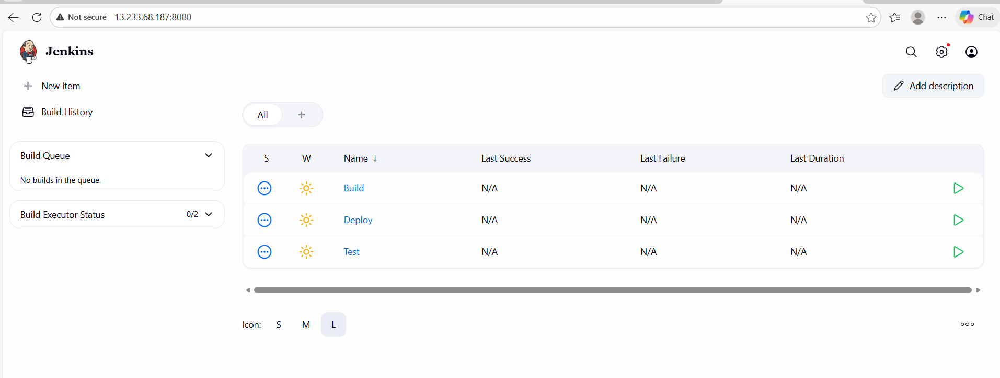 Not secure 13.233.68.187:8080
Chat
Jenkins
New Item
Add description
Build History
All +
Build Queue
No builds in the queue.
Build Executor Status 0/2
S W Name ↓ Last Success Last Failure Last Duration
Build N/A N/A N/A
Deploy N/A N/A N/A
Test N/A N/A N/A
Icon: S M L